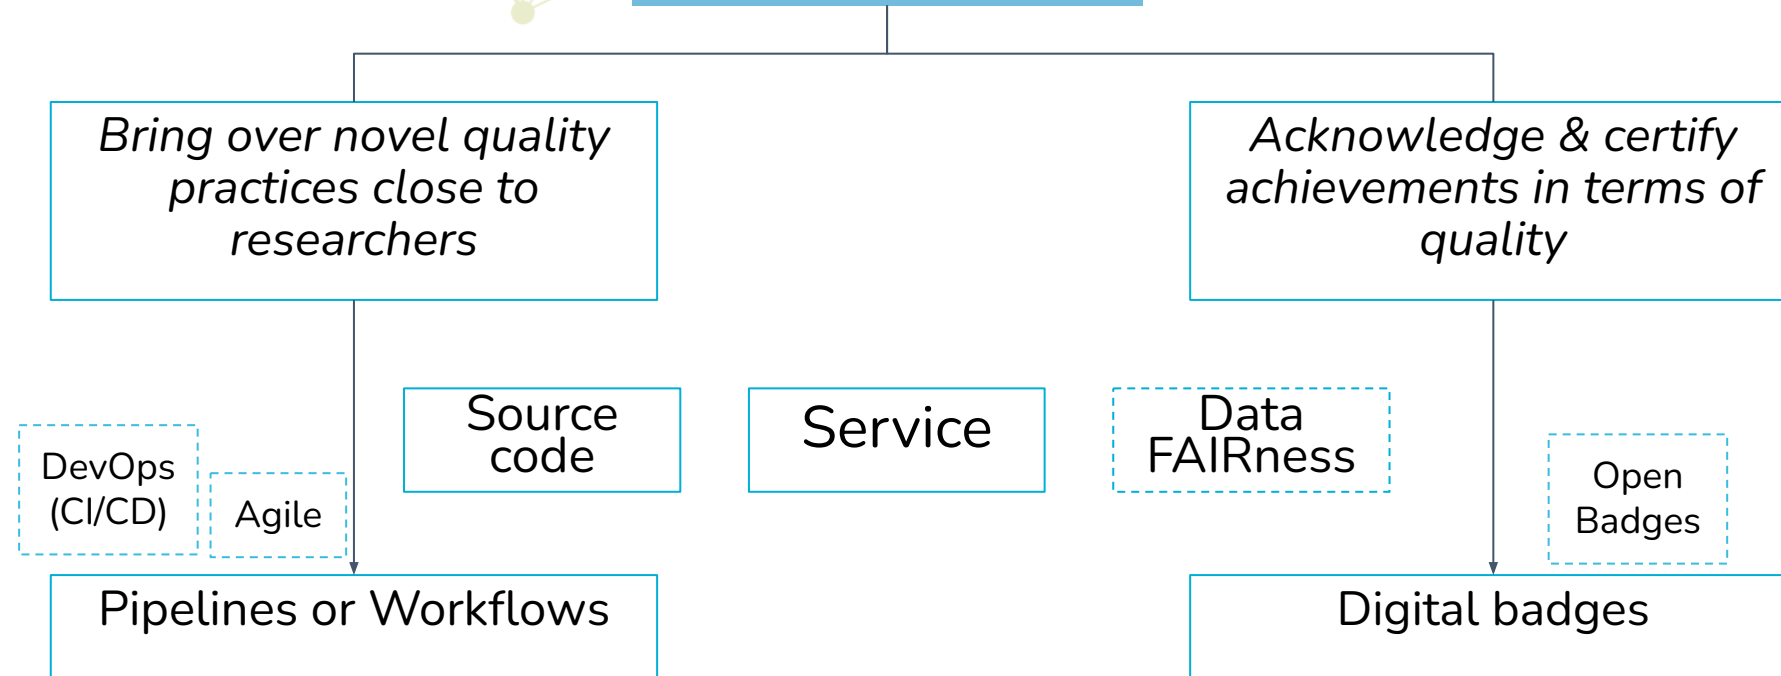 Bring over novel quality
practices close to
researchers
Acknowledge & certify
achievements in terms of
quality
Source
code
Service
Data
FAIRness
DevOps
(CI/CD)
Agile
Open
Badges
Pipelines or Workflows
Digital badges